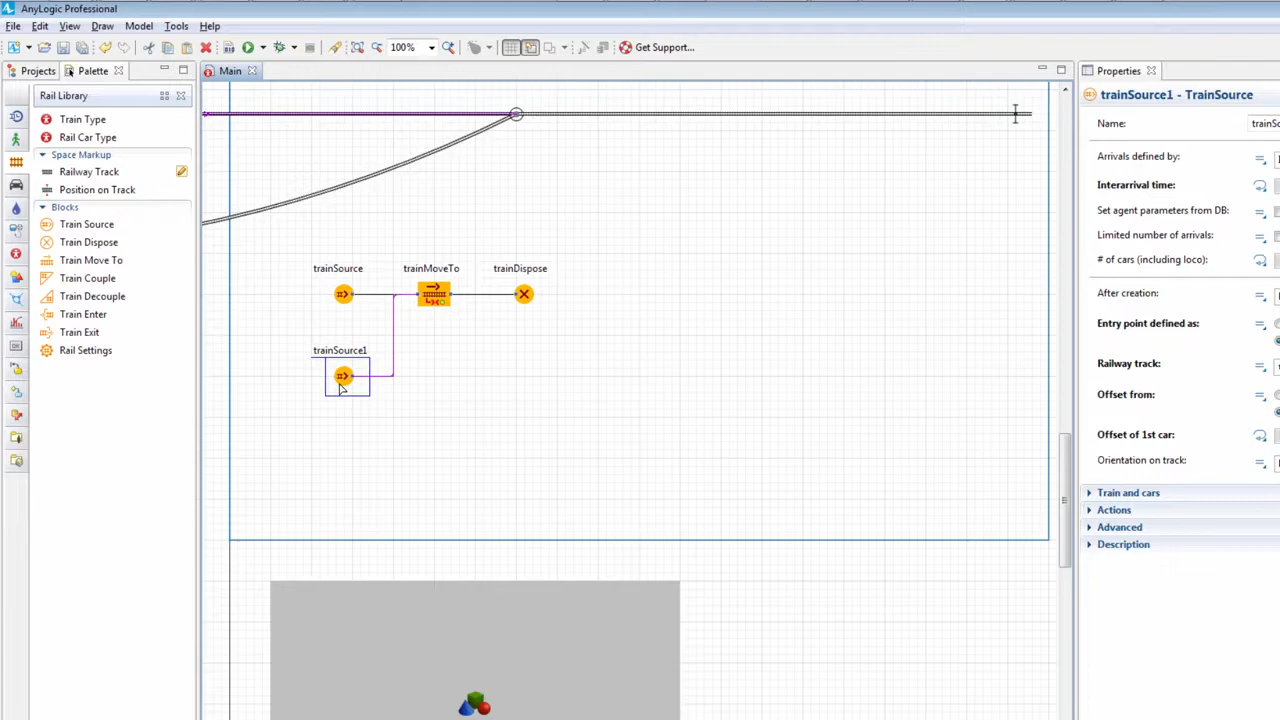 AnyLogic Professional
File Edit View Draw Model Tools Help
100% Get Support...
Projects Palette Main Properties
Rail Library
trainSource1 - TrainSource
Train Type
Name: trainSo
Rail Car Type
Space Markup
Arrivals defined by:
Railway Track
Interarrival time:
Position on Track
Set agent parameters from DB:
Blocks
Train Source
Limited number of arrivals:
Train Dispose
Train Move To
# of cars (including loco):
Train Couple
trainSource trainMoveTo trainDispose
Train Decouple
After creation:
Train Enter
Entry point defined as:
Train Exit
Rail Settings
trainSource1
Railway track:
Offset from:
Offset of 1st car:
Orientation on track:
Train and cars
Actions
Advanced
Description